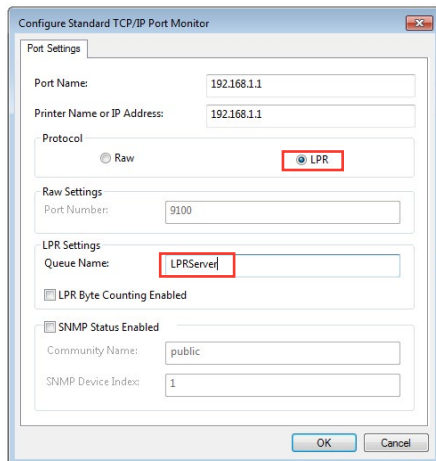 Configure Standard TCP/IP Port Monitor
Port Settings
Port Name: 192.168.1.1
Printer Name or IP Address: 192.168.1.1
Protocol
Raw LPR
Raw Settings
Port Number: 9100
LPR Settings
Queue Name: LPRServer
LPR Byte Counting Enabled
SNMP Status Enabled
Community Name: public
SNMP Device Index: 1
OK Cancel